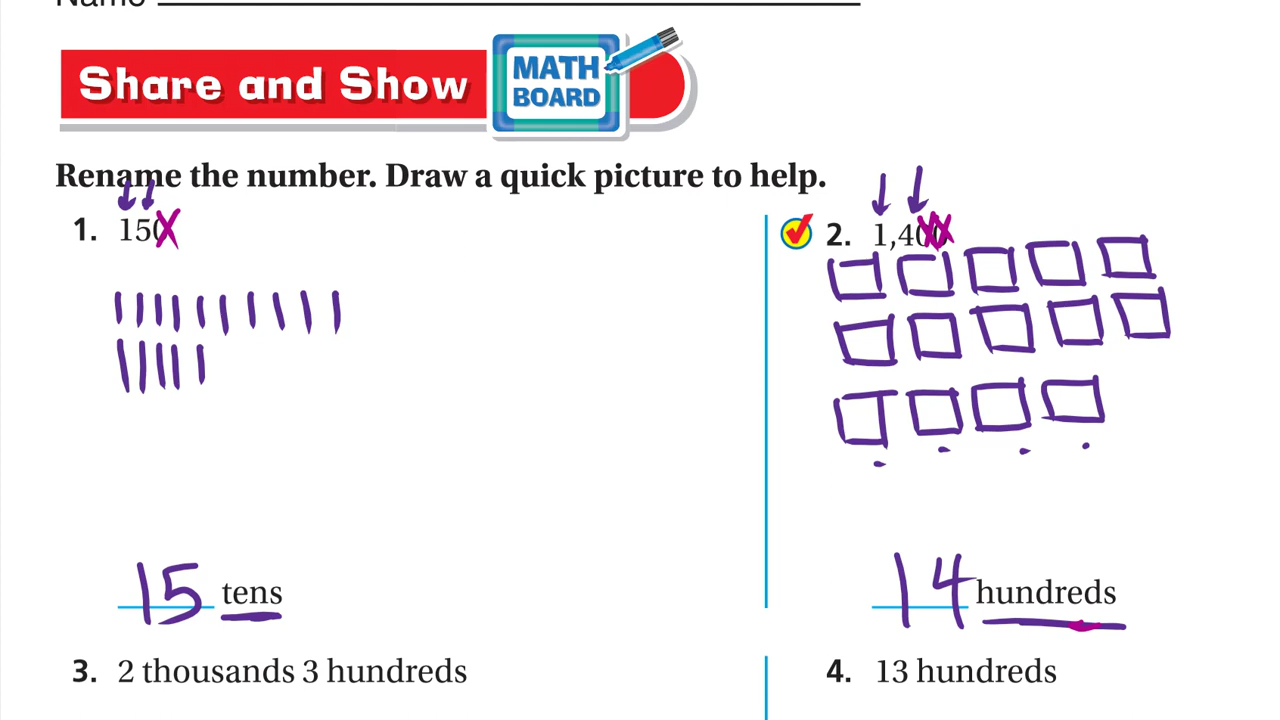 Name
Share and Show
MATH
BOARD
Rename the number. Draw a quick picture to help.
1. 150
2. 1,400
15 tens
14 hundreds
3. 2 thousands 3 hundreds
4. 13 hundreds